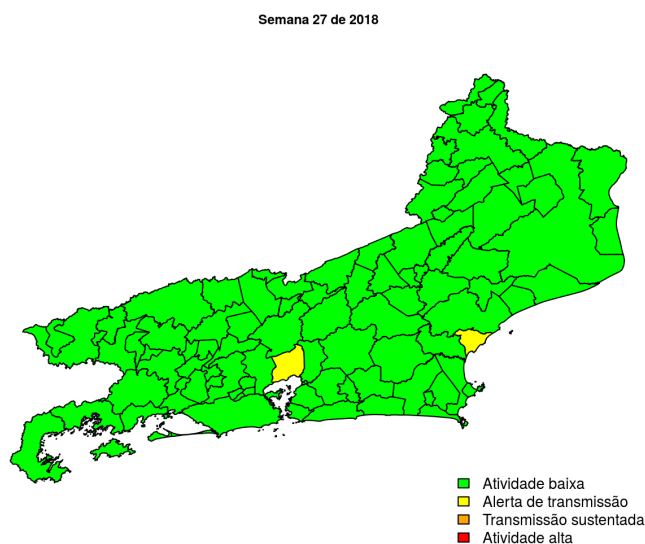 Semana 27 de 2018
Atividade baixa
Alerta de transmissão
Transmissão sustentada
Atividade alta